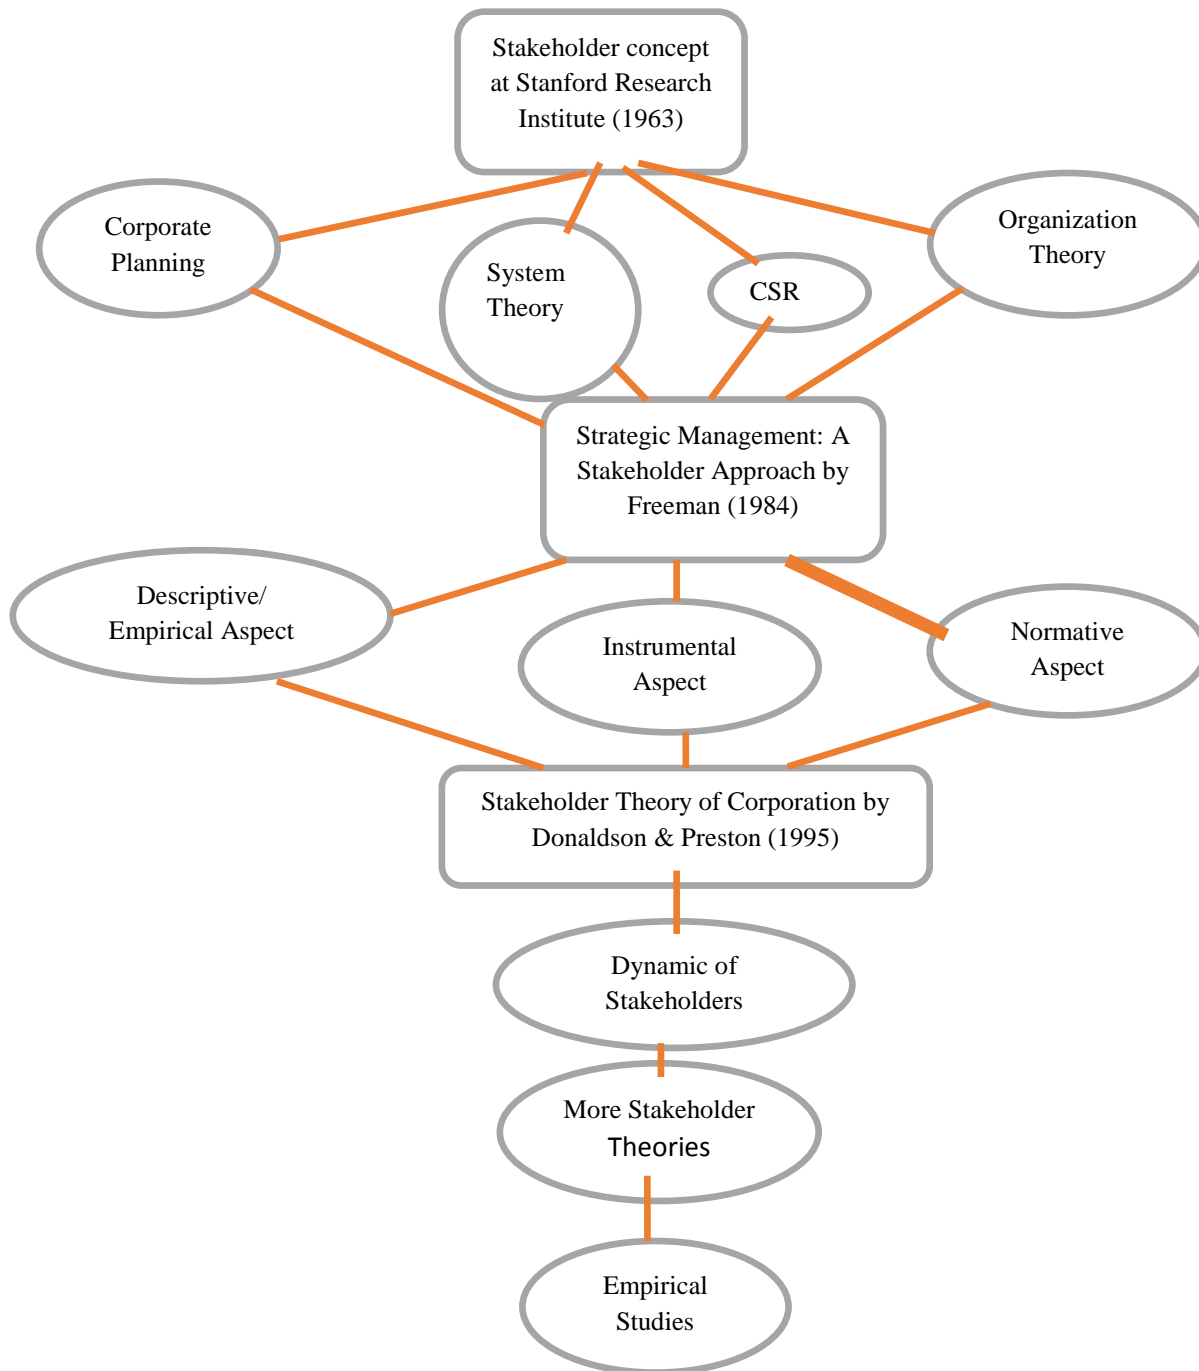 Stakeholder concept
at Stanford Research
Institute (1963)
Corporate
Planning
System
Theory
CSR
Organization
Theory
Strategic Management: A
Stakeholder Approach by
Freeman (1984)
Descriptive/
Empirical Aspect
Instrumental
Aspect
Normative
Aspect
Stakeholder Theory of Corporation by
Donaldson & Preston (1995)
Dynamic of
Stakeholders
More Stakeholder
Theories
Empirical
Studies